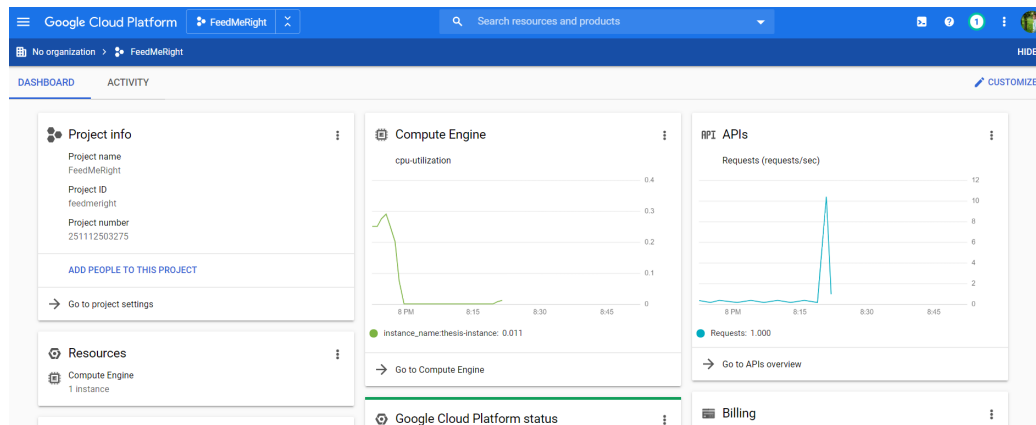 Google Cloud Platform
FeedMeRight
Search resources and products
1
No organization > FeedMeRight
HIDE
DASHBOARD
ACTIVITY
CUSTOMIZE
Project info
Project name
FeedMeRight
Project ID
feedmeright
Project number
251112503275
ADD PEOPLE TO THIS PROJECT
Go to project settings
Resources
Compute Engine
1 instance
Compute Engine
cpu-utilization
0.4
0.3
0.2
0.1
0
8 PM 8:15 8:30 8:45
instance_name:thesis-instance: 0.011
Go to Compute Engine
Google Cloud Platform status
API APIs
Requests (requests/sec)
12
10
8
6
4
2
0
8 PM 8:15 8:30 8:45
Requests: 1.000
Go to APIs overview
Billing